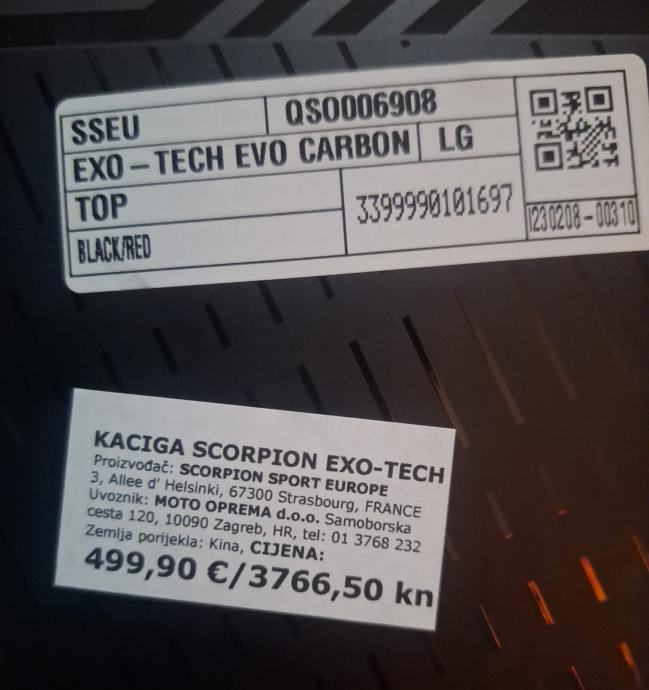 SSEU QSO006908
EXO-TECH EVO CARBON LG
TOP
3399990101697
BLACK/RED
I230208-00310
KACIGA SCORPION EXO-TECH
Proizvođač: SCORPION SPORT EUROPE
3, Allee d' Helsinki, 67300 Strasbourg, FRANCE
Uvoznik: MOTO OPREMA d.o.o. Samoborska
cesta 120, 10090 Zagreb, HR, tel: 01 3768 232
Zemlja porijekla: Kina, CIJENA:
499,90 €/3766,50 kn